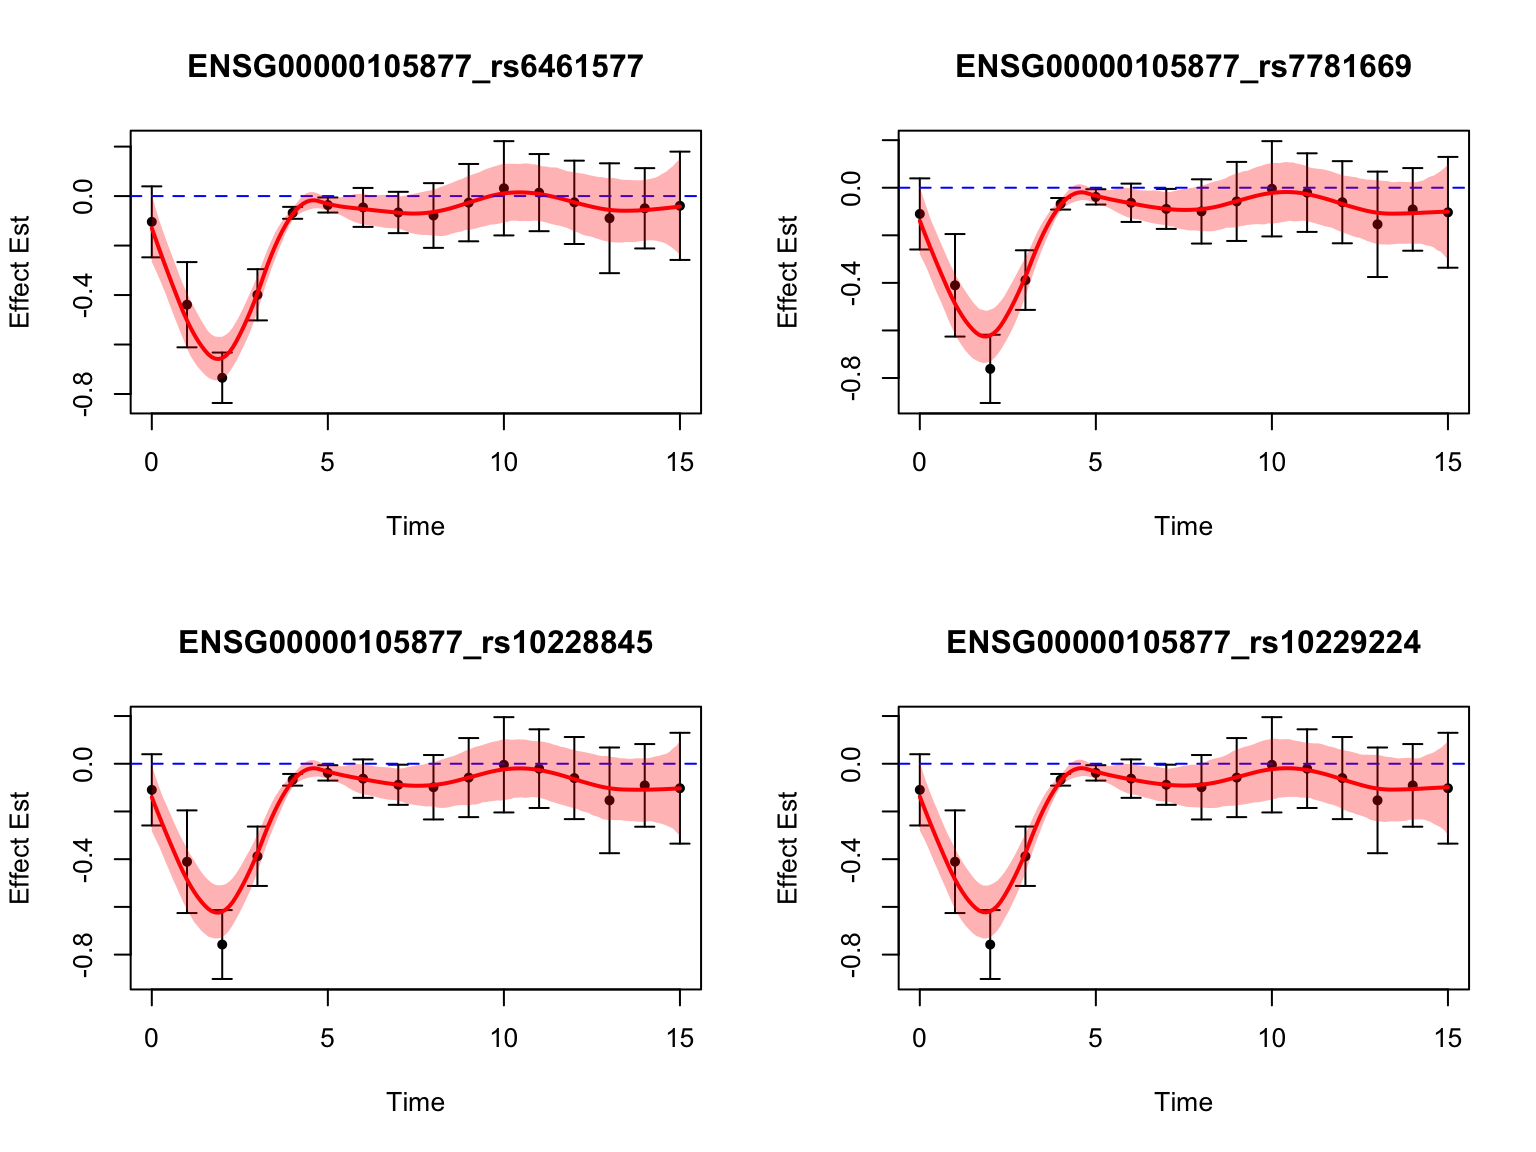 ENSG00000105877_rs6461577
Effect Est
0.0
-0.4
-0.8
0 5 10 15
Time
ENSG00000105877_rs7781669
Effect Est
0.0
-0.4
-0.8
0 5 10 15
Time
ENSG00000105877_rs10228845
Effect Est
0.0
-0.4
-0.8
0 5 10 15
Time
ENSG00000105877_rs10229224
Effect Est
0.0
-0.4
-0.8
0 5 10 15
Time